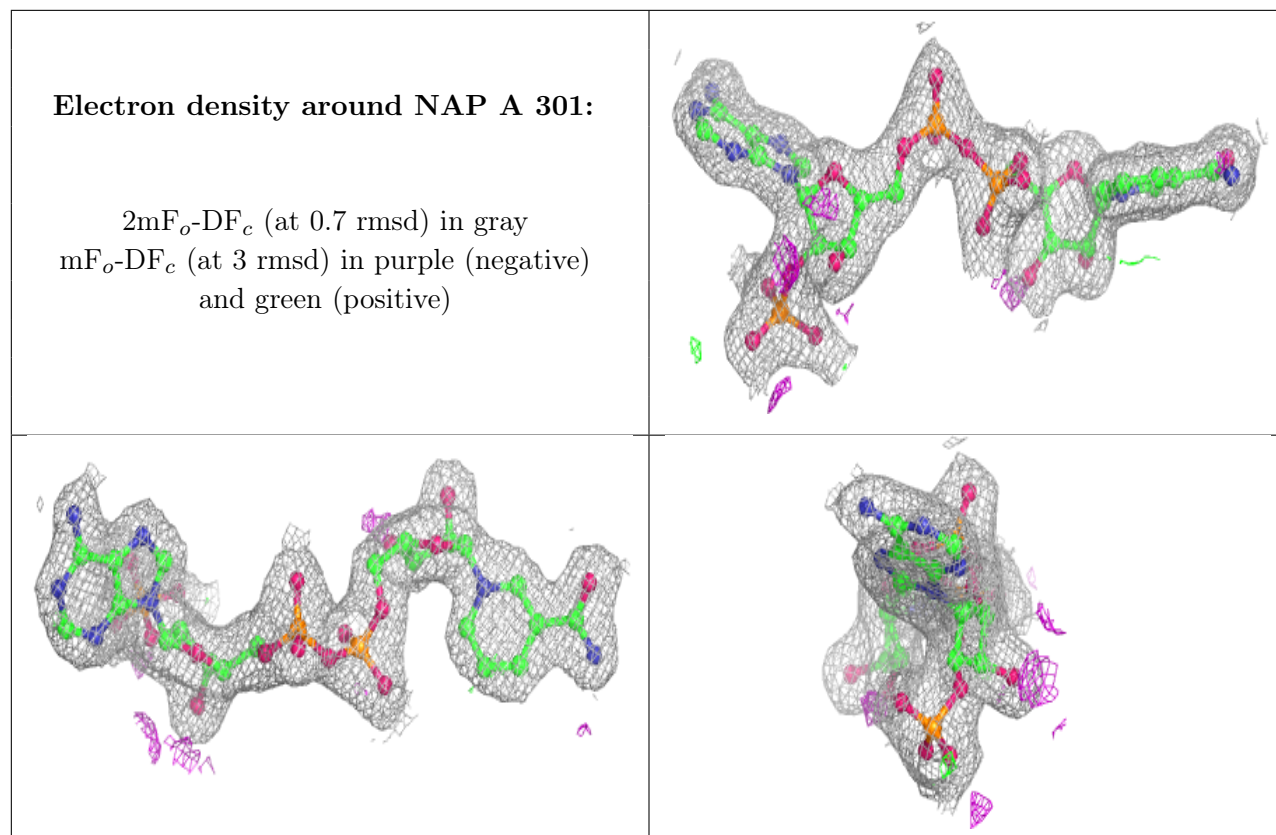 Electron density around NAP A 301:
2mFo-DFc (at 0.7 rmsd) in gray
mFo-DFc (at 3 rmsd) in purple (negative)
and green (positive)